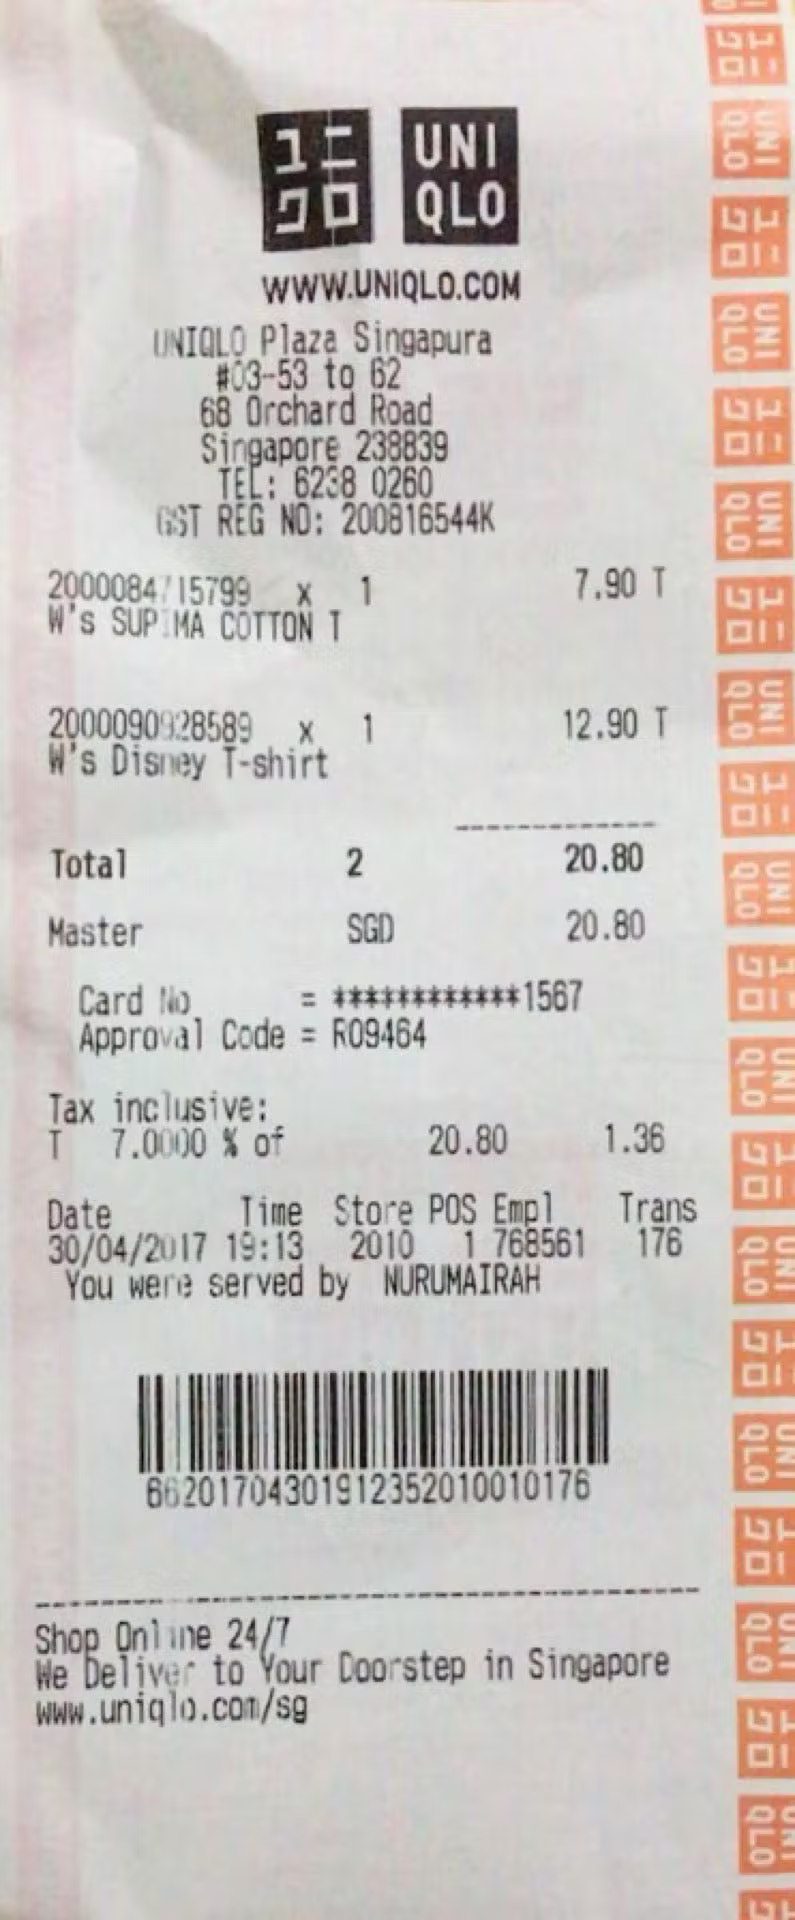 ユニ UNI
クロ QLO
WWW.UNIQLO.COM
UNIQLO Plaza Singapura
#03-53 to 62
68 Orchard Road
Singapore 238839
TEL: 6238 0260
GST REG NO: 200816544K
2000084715799 x 1 7.90 T
W's SUPIMA COTTON T
2000090928589 x 1 12.90 T
W's Disney T-shirt
Total 2 20.80
Master SGD 20.80
Card No = ************1567
Approval Code = R09464
Tax inclusive:
T 7.0000 % of 20.80 1.36
Date Time Store POS Empl Trans
30/04/2017 19:13 2010 1 768561 176
You were served by NURUMAIRAH
66201704301912352010010176
Shop Online 24/7
We Deliver to Your Doorstep in Singapore
www.uniqlo.com/sg